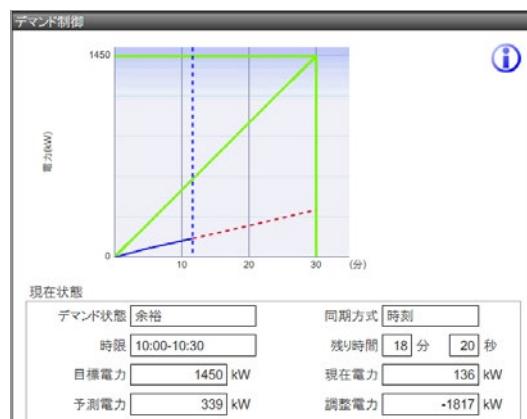 デマンド制御
1450
電力(kW)
0
10 20 30 (分)
現在状態
デマンド状態 余裕 同期方式 時刻
時限 10:00-10:30 残り時間 18 分 20 秒
目標電力 1450 kW 現在電力 136 kW
予測電力 339 kW 調整電力 -1817 kW